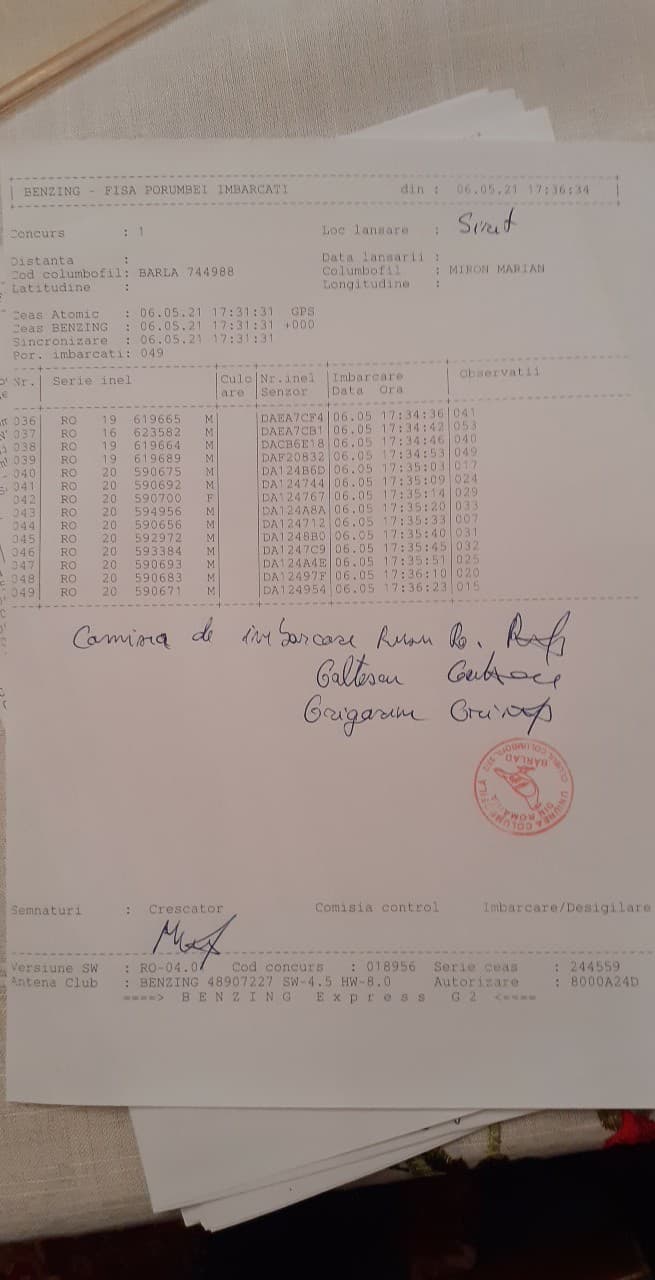 BENZING - FISA PORUMBEI IMBARCATI din : 06.05.21 17:36:34
Concurs : 1 Loc lansare : Siret
Distanta : Data lansarii :
Cod columbofil: BARLA 744988 Columbofil : MIRON MARIAN
Latitudine : Longitudine :
Ceas Atomic : 06.05.21 17:31:31 GPS
Ceas BENZING : 06.05.21 17:31:31 +000
Sincronizare : 06.05.21 17:31:31
Por. imbarcati: 049
Nr. Serie inel Culo Nr.inel Imbarcare Observatii
are Senzor Data Ora
036 RO 19 619665 M DAEA7CF4 06.05 17:34:36 041
037 RO 16 623582 M DAEA7CB1 06.05 17:34:42 053
038 RO 19 619664 M DACB6E18 06.05 17:34:46 040
039 RO 19 619689 M DAF20832 06.05 17:34:53 049
040 RO 20 590675 M DA124B6D 06.05 17:35:03 017
041 RO 20 590692 M DA124744 06.05 17:35:09 024
042 RO 20 590700 F DA124767 06.05 17:35:14 029
043 RO 20 594956 M DA124A8A 06.05 17:35:20 033
044 RO 20 590656 M DA124712 06.05 17:35:33 007
045 RO 20 592972 M DA1248B0 06.05 17:35:40 031
046 RO 20 593384 M DA1247C9 06.05 17:35:45 032
047 RO 20 590693 M DA124A4E 06.05 17:35:51 025
048 RO 20 590683 M DA12497F 06.05 17:36:10 020
049 RO 20 590671 M DA124954 06.05 17:36:23 015
Comisia de imbarcare
UNIUNEA COLUMBOFILA
DIN ROMANIA
BARLAD
Semnaturi : Crescator Comisia control Imbarcare/Desigilare
Versiune SW : RO-04.0 Cod concurs : 018956 Serie ceas : 244559
Antena Club : BENZING 48907227 SW-4.5 HW-8.0 Autorizare : 8000A24D
====> B E N Z I N G E x p r e s s G 2 <====